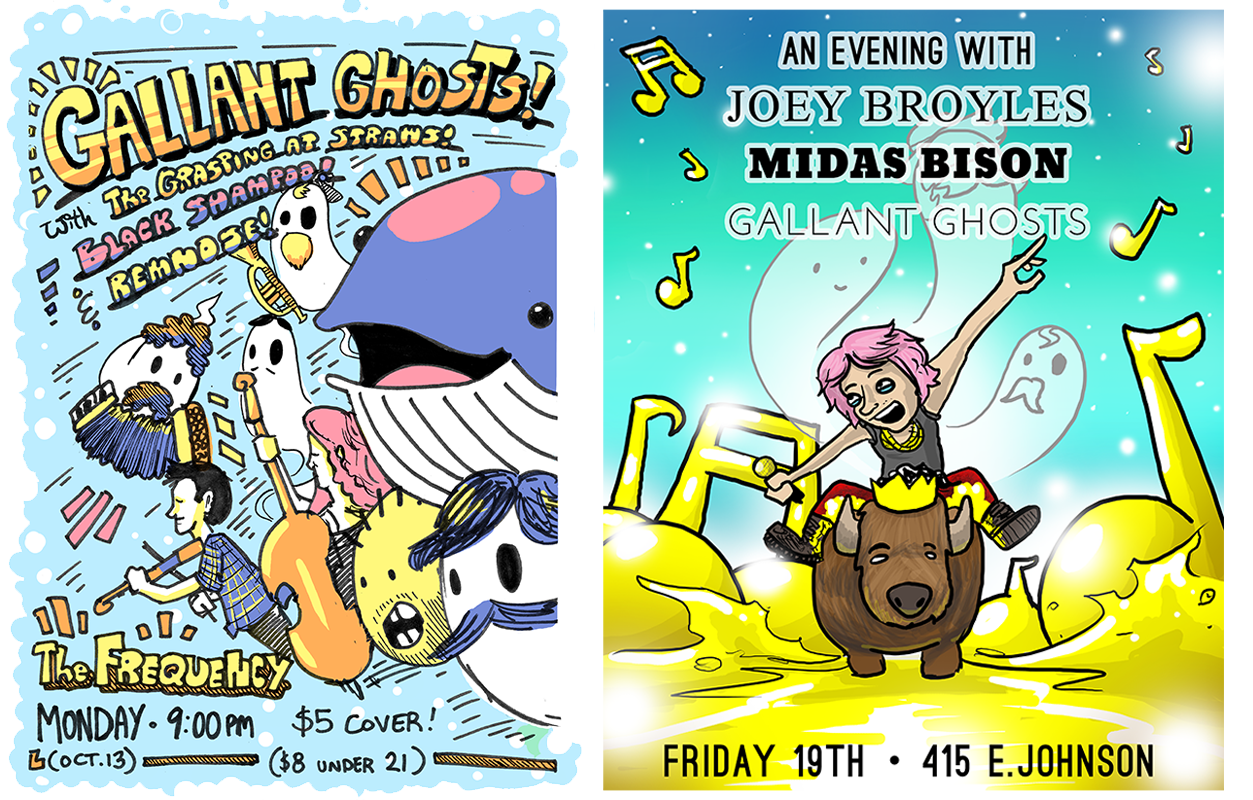 GALLANT GHOSTS!
with THE GRASPING AT STRAWS!
BLACK SHAMPOO!
& REMNOSE!
The FREQUENCY
MONDAY • 9:00 PM $5 COVER!
(OCT.13) ($8 UNDER 21)
AN EVENING WITH
JOEY BROYLES
MIDAS BISON
GALLANT GHOSTS
FRIDAY 19TH • 415 E.JOHNSON